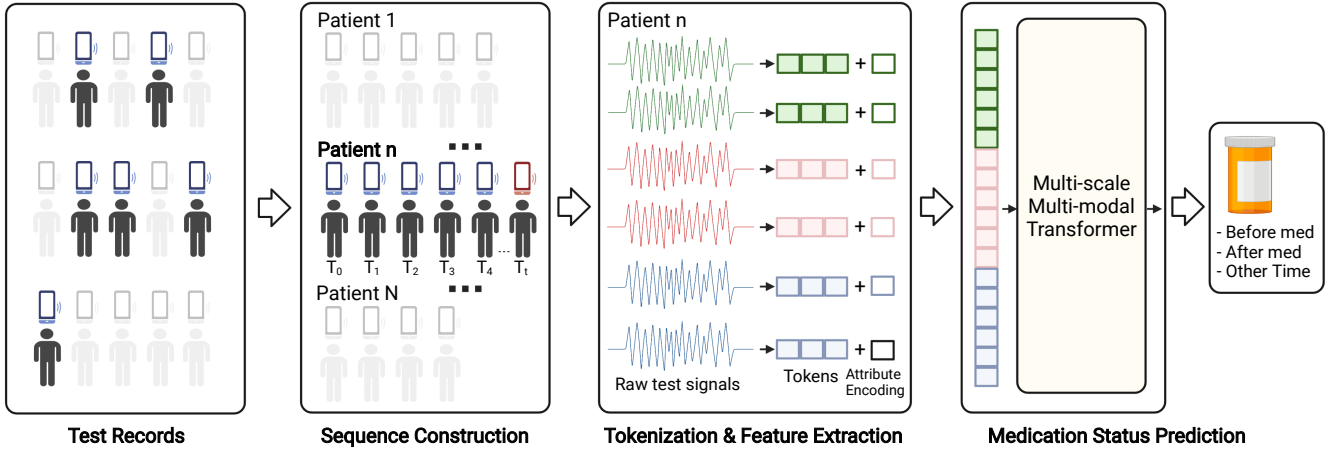 Patient 1
Patient n
Patient n
T0 T1 T2 T3 T4 ... Tt
Patient N
Raw test signals
Tokens
Attribute
Encoding
+
+
+
+
+
+
Multi-scale
Multi-modal
Transformer
- Before med
- After med
- Other Time
Test Records
Sequence Construction
Tokenization & Feature Extraction
Medication Status Prediction